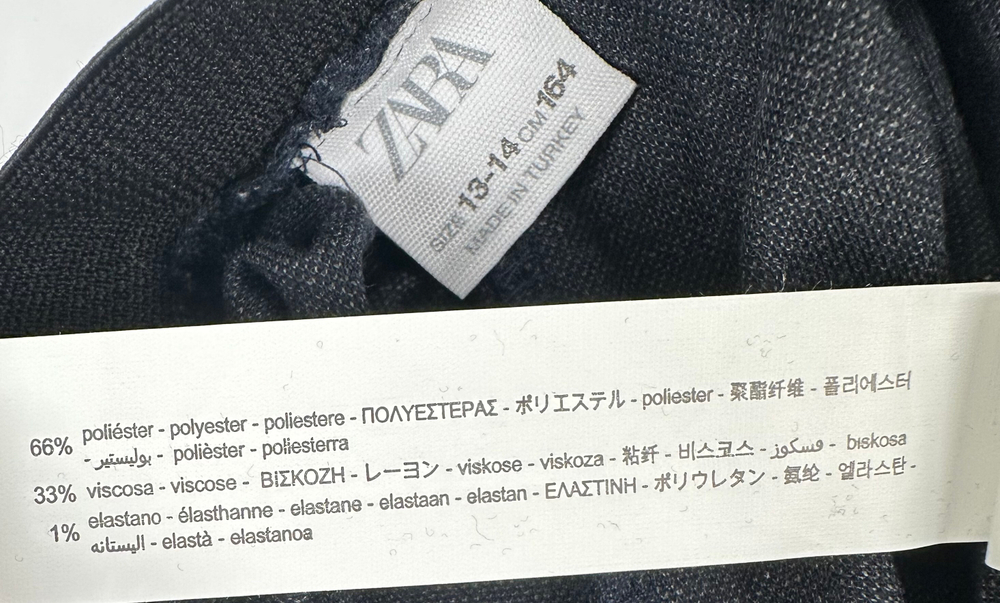 ZARA
SIZE 13-14 CM 164
MADE IN TURKEY
66% poliéster - polyester - poliestere - ΠΟΛΥΕΣΤΕΡΑΣ - ポリエステル - poliester - 聚酯纤维 - 폴리에스터
- بوليستير - polièster - poliesterra
33% viscosa - viscose - ΒΙΣΚΟΖΗ - レーヨン - viskose - viskoza - 粘纤 - 비스코스 - فسكوز - biskosa
1% elastano - élasthanne - elastane - elastaan - elastan - ΕΛΑΣΤΙΝΗ - ポリウレタン - 氨纶 - 엘라스탄 -
اليستانه - elastà - elastanoa